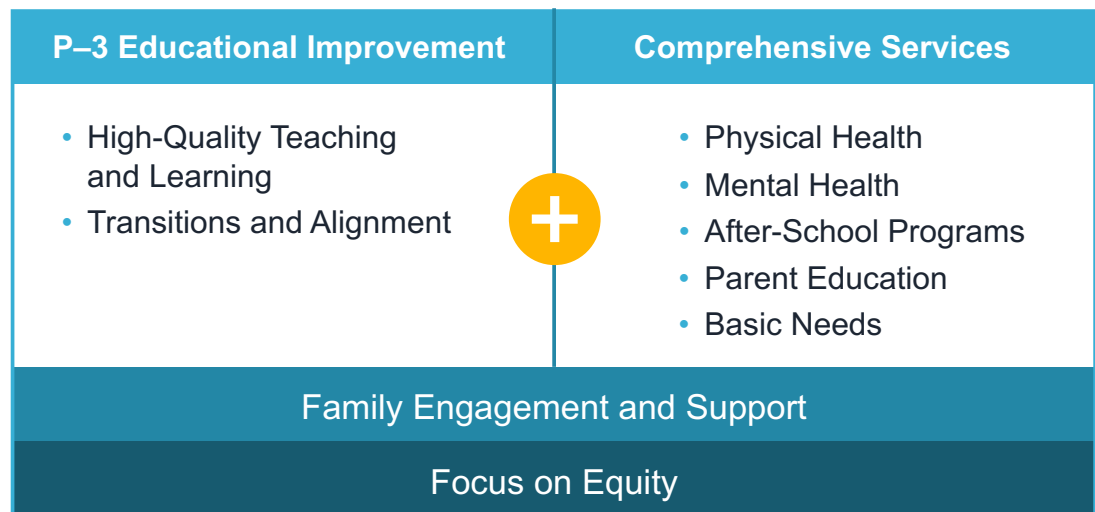 P–3 Educational Improvement
• High-Quality Teaching
and Learning
• Transitions and Alignment
+
Comprehensive Services
• Physical Health
• Mental Health
• After-School Programs
• Parent Education
• Basic Needs
Family Engagement and Support
Focus on Equity